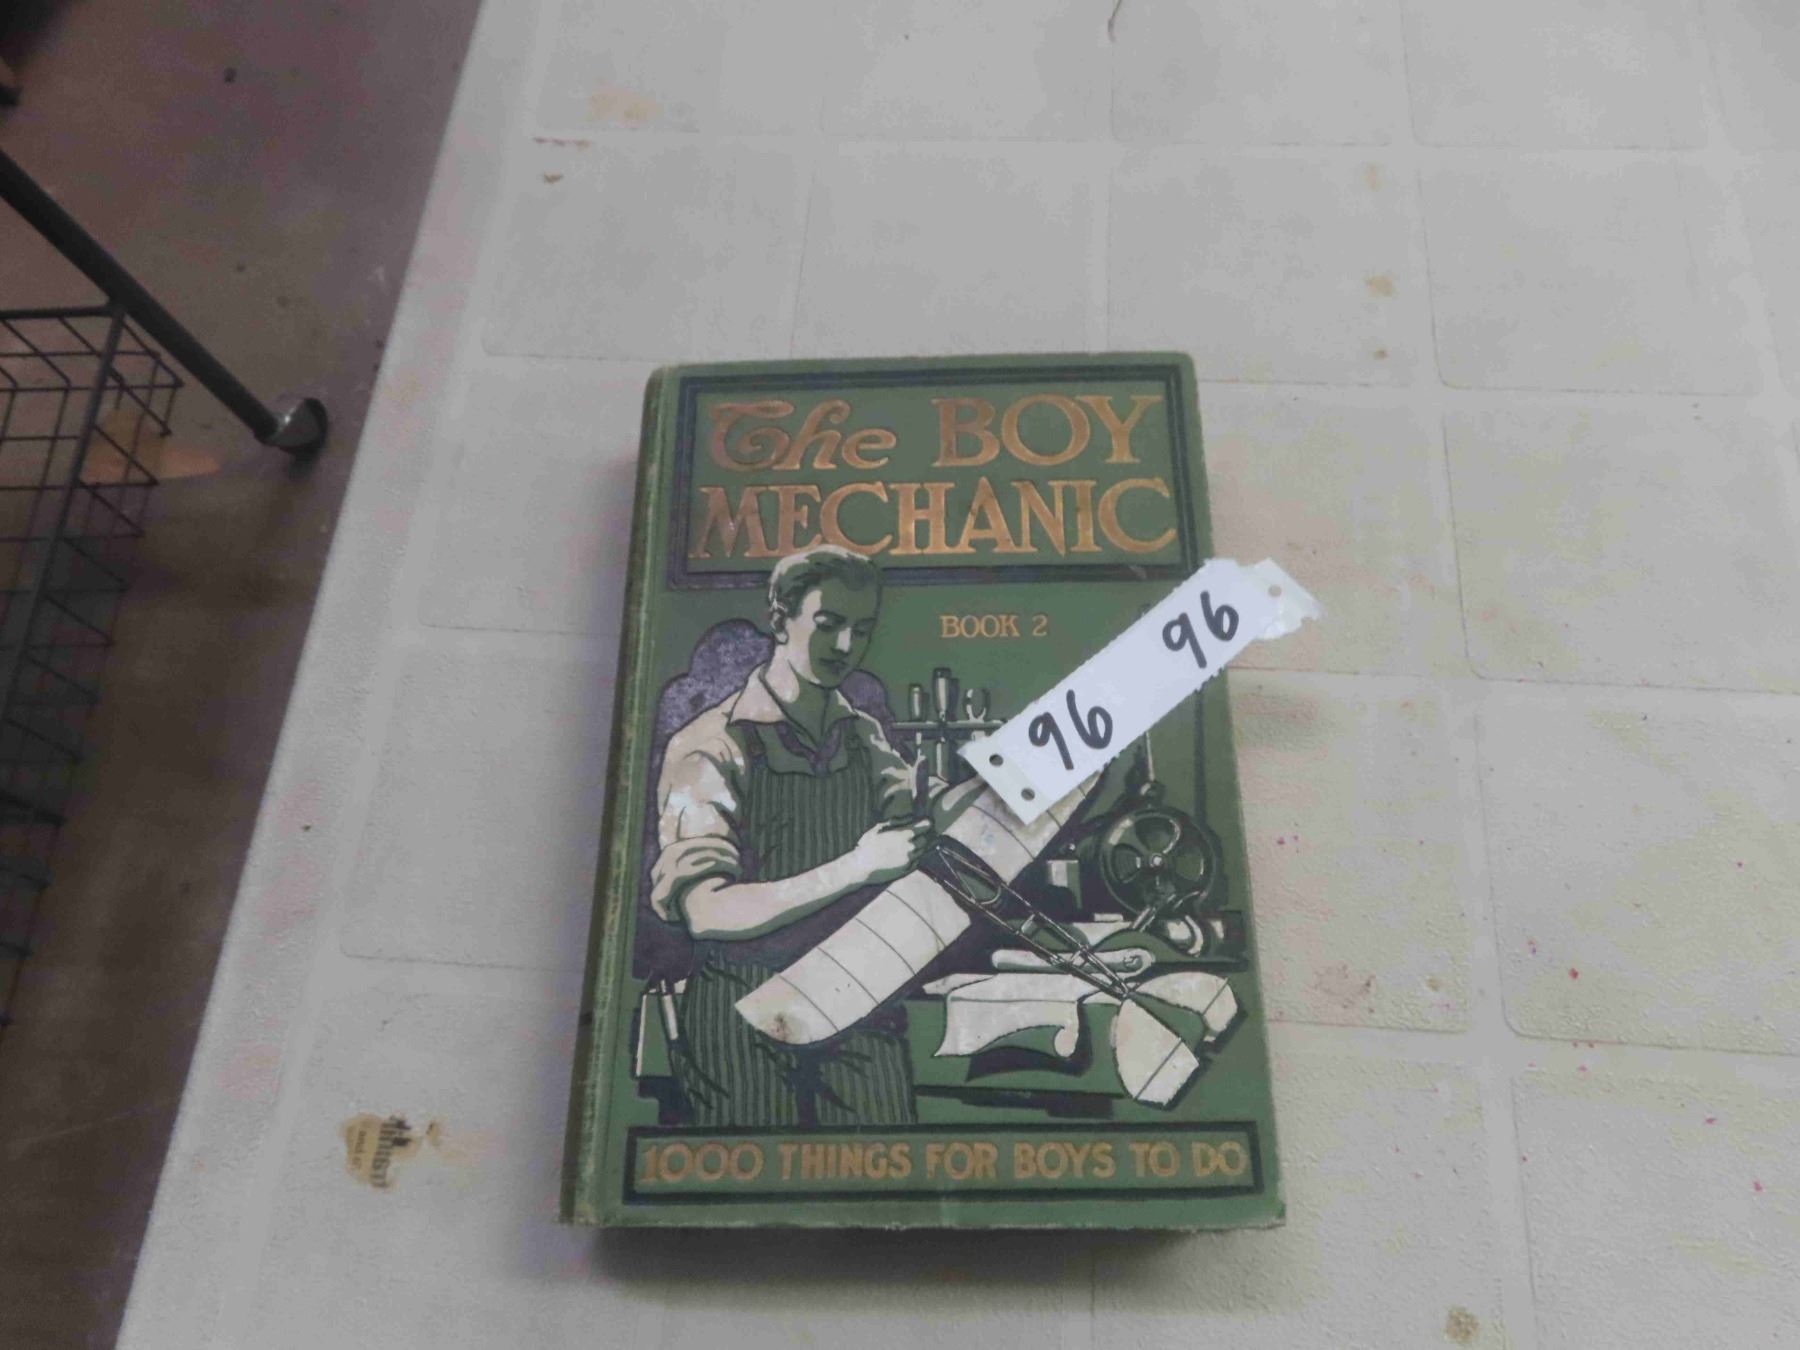 The BOY
MECHANIC
BOOK 2
96
96
1000 THINGS FOR BOYS TO DO